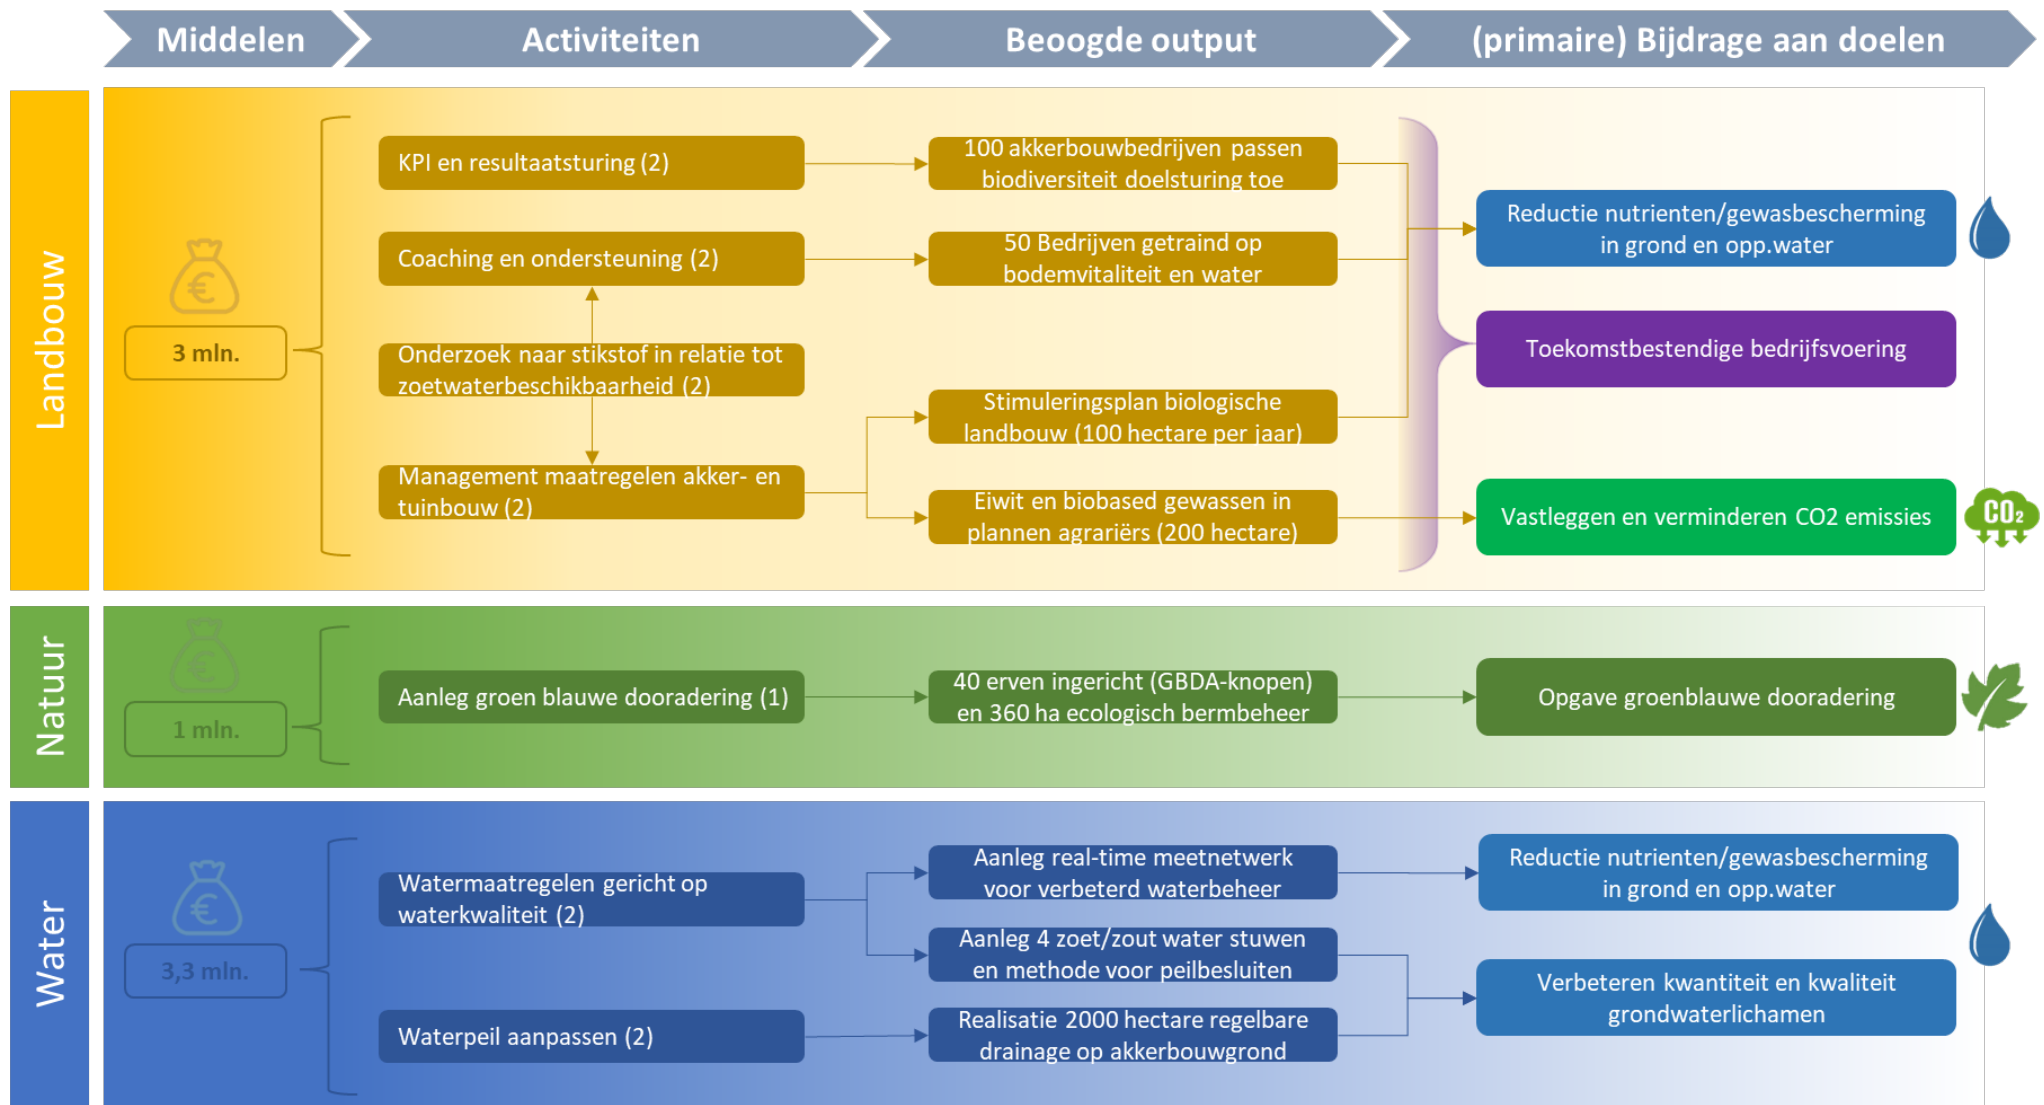 Middelen
Activiteiten
Beoogde output
(primaire) Bijdrage aan doelen
Landbouw
€
3 mln.
KPI en resultaatsturing (2)
Coaching en ondersteuning (2)
Onderzoek naar stikstof in relatie tot
zoetwaterbeschikbaarheid (2)
Management maatregelen akker- en
tuinbouw (2)
100 akkerbouwbedrijven passen
biodiversiteit doelsturing toe
50 Bedrijven getraind op
bodemvitaliteit en water
Stimuleringsplan biologische
landbouw (100 hectare per jaar)
Eiwit en biobased gewassen in
plannen agrariërs (200 hectare)
Reductie nutrienten/gewasbescherming
in grond en opp.water
Toekomstbestendige bedrijfsvoering
Vastleggen en verminderen CO2 emissies
CO2
Natuur
€
1 mln.
Aanleg groen blauwe dooradering (1)
40 erven ingericht (GBDA-knopen)
en 360 ha ecologisch bermbeheer
Opgave groenblauwe dooradering
Water
€
3,3 mln.
Watermaatregelen gericht op
waterkwaliteit (2)
Waterpeil aanpassen (2)
Aanleg real-time meetnetwerk
voor verbeterd waterbeheer
Aanleg 4 zoet/zout water stuwen
en methode voor peilbesluiten
Realisatie 2000 hectare regelbare
drainage op akkerbouwgrond
Reductie nutrienten/gewasbescherming
in grond en opp.water
Verbeteren kwantiteit en kwaliteit
grondwaterlichamen